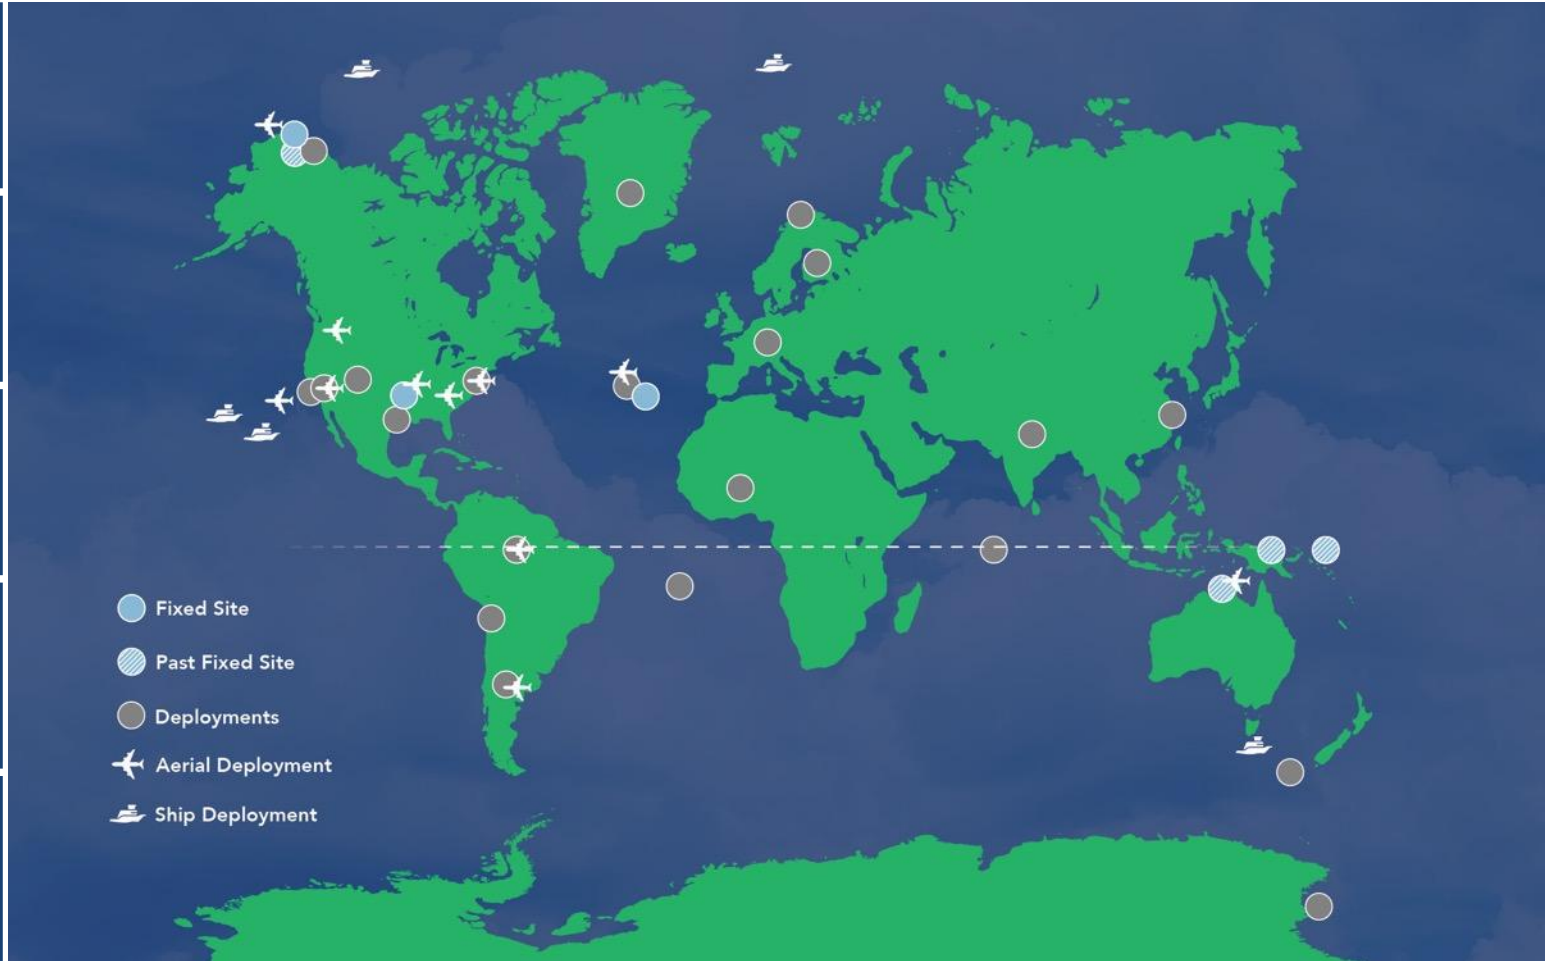 Fixed Site
Past Fixed Site
Deployments
Aerial Deployment
Ship Deployment